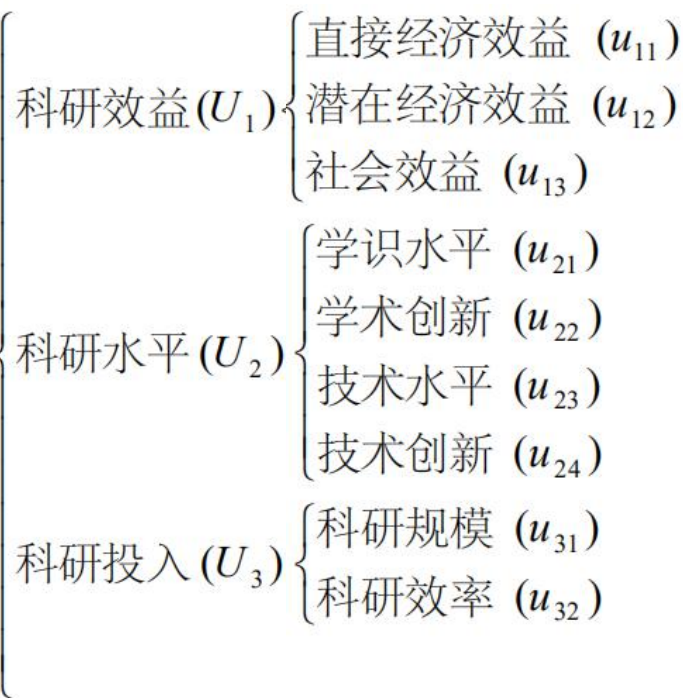 科研效益(U₁)
直接经济效益 (u₁₁)
潜在经济效益 (u₁₂)
社会效益 (u₁₃)
科研水平(U₂)
学识水平 (u₂₁)
学术创新 (u₂₂)
技术水平 (u₂₃)
技术创新 (u₂₄)
科研投入(U₃)
科研规模 (u₃₁)
科研效率 (u₃₂)